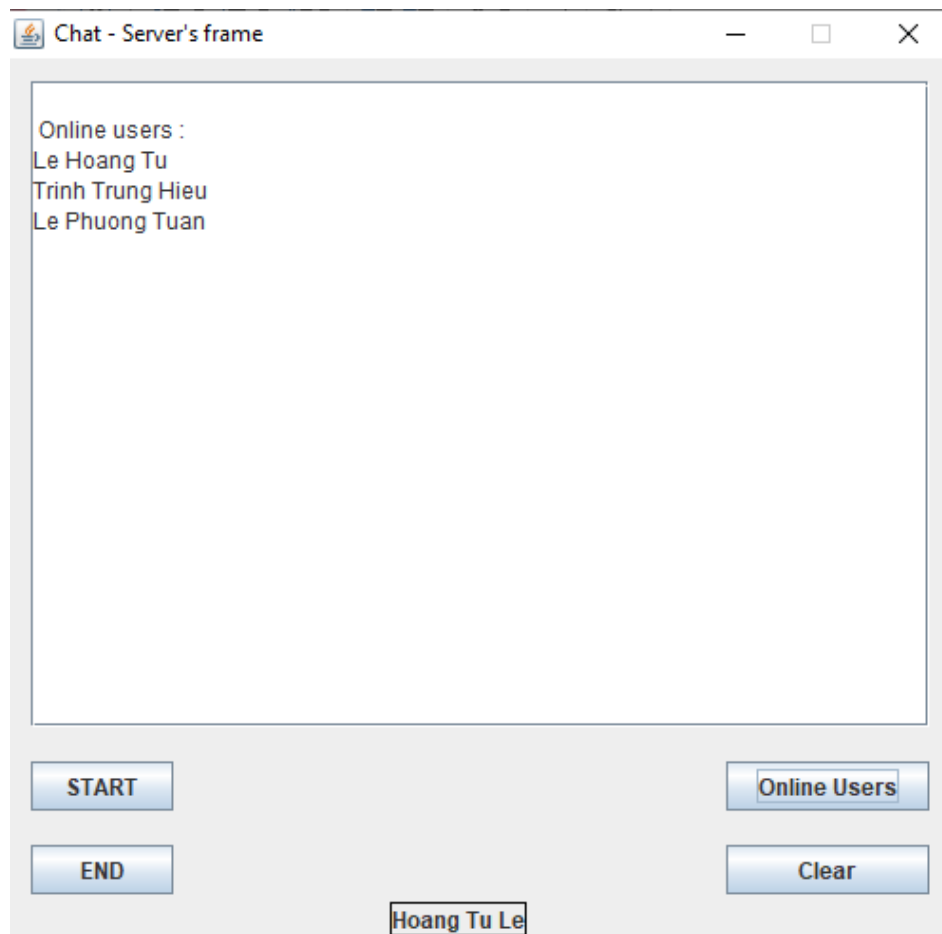 Chat - Server's frame
Online users :
Le Hoang Tu
Trinh Trung Hieu
Le Phuong Tuan
START
Online Users
END
Clear
Hoang Tu Le